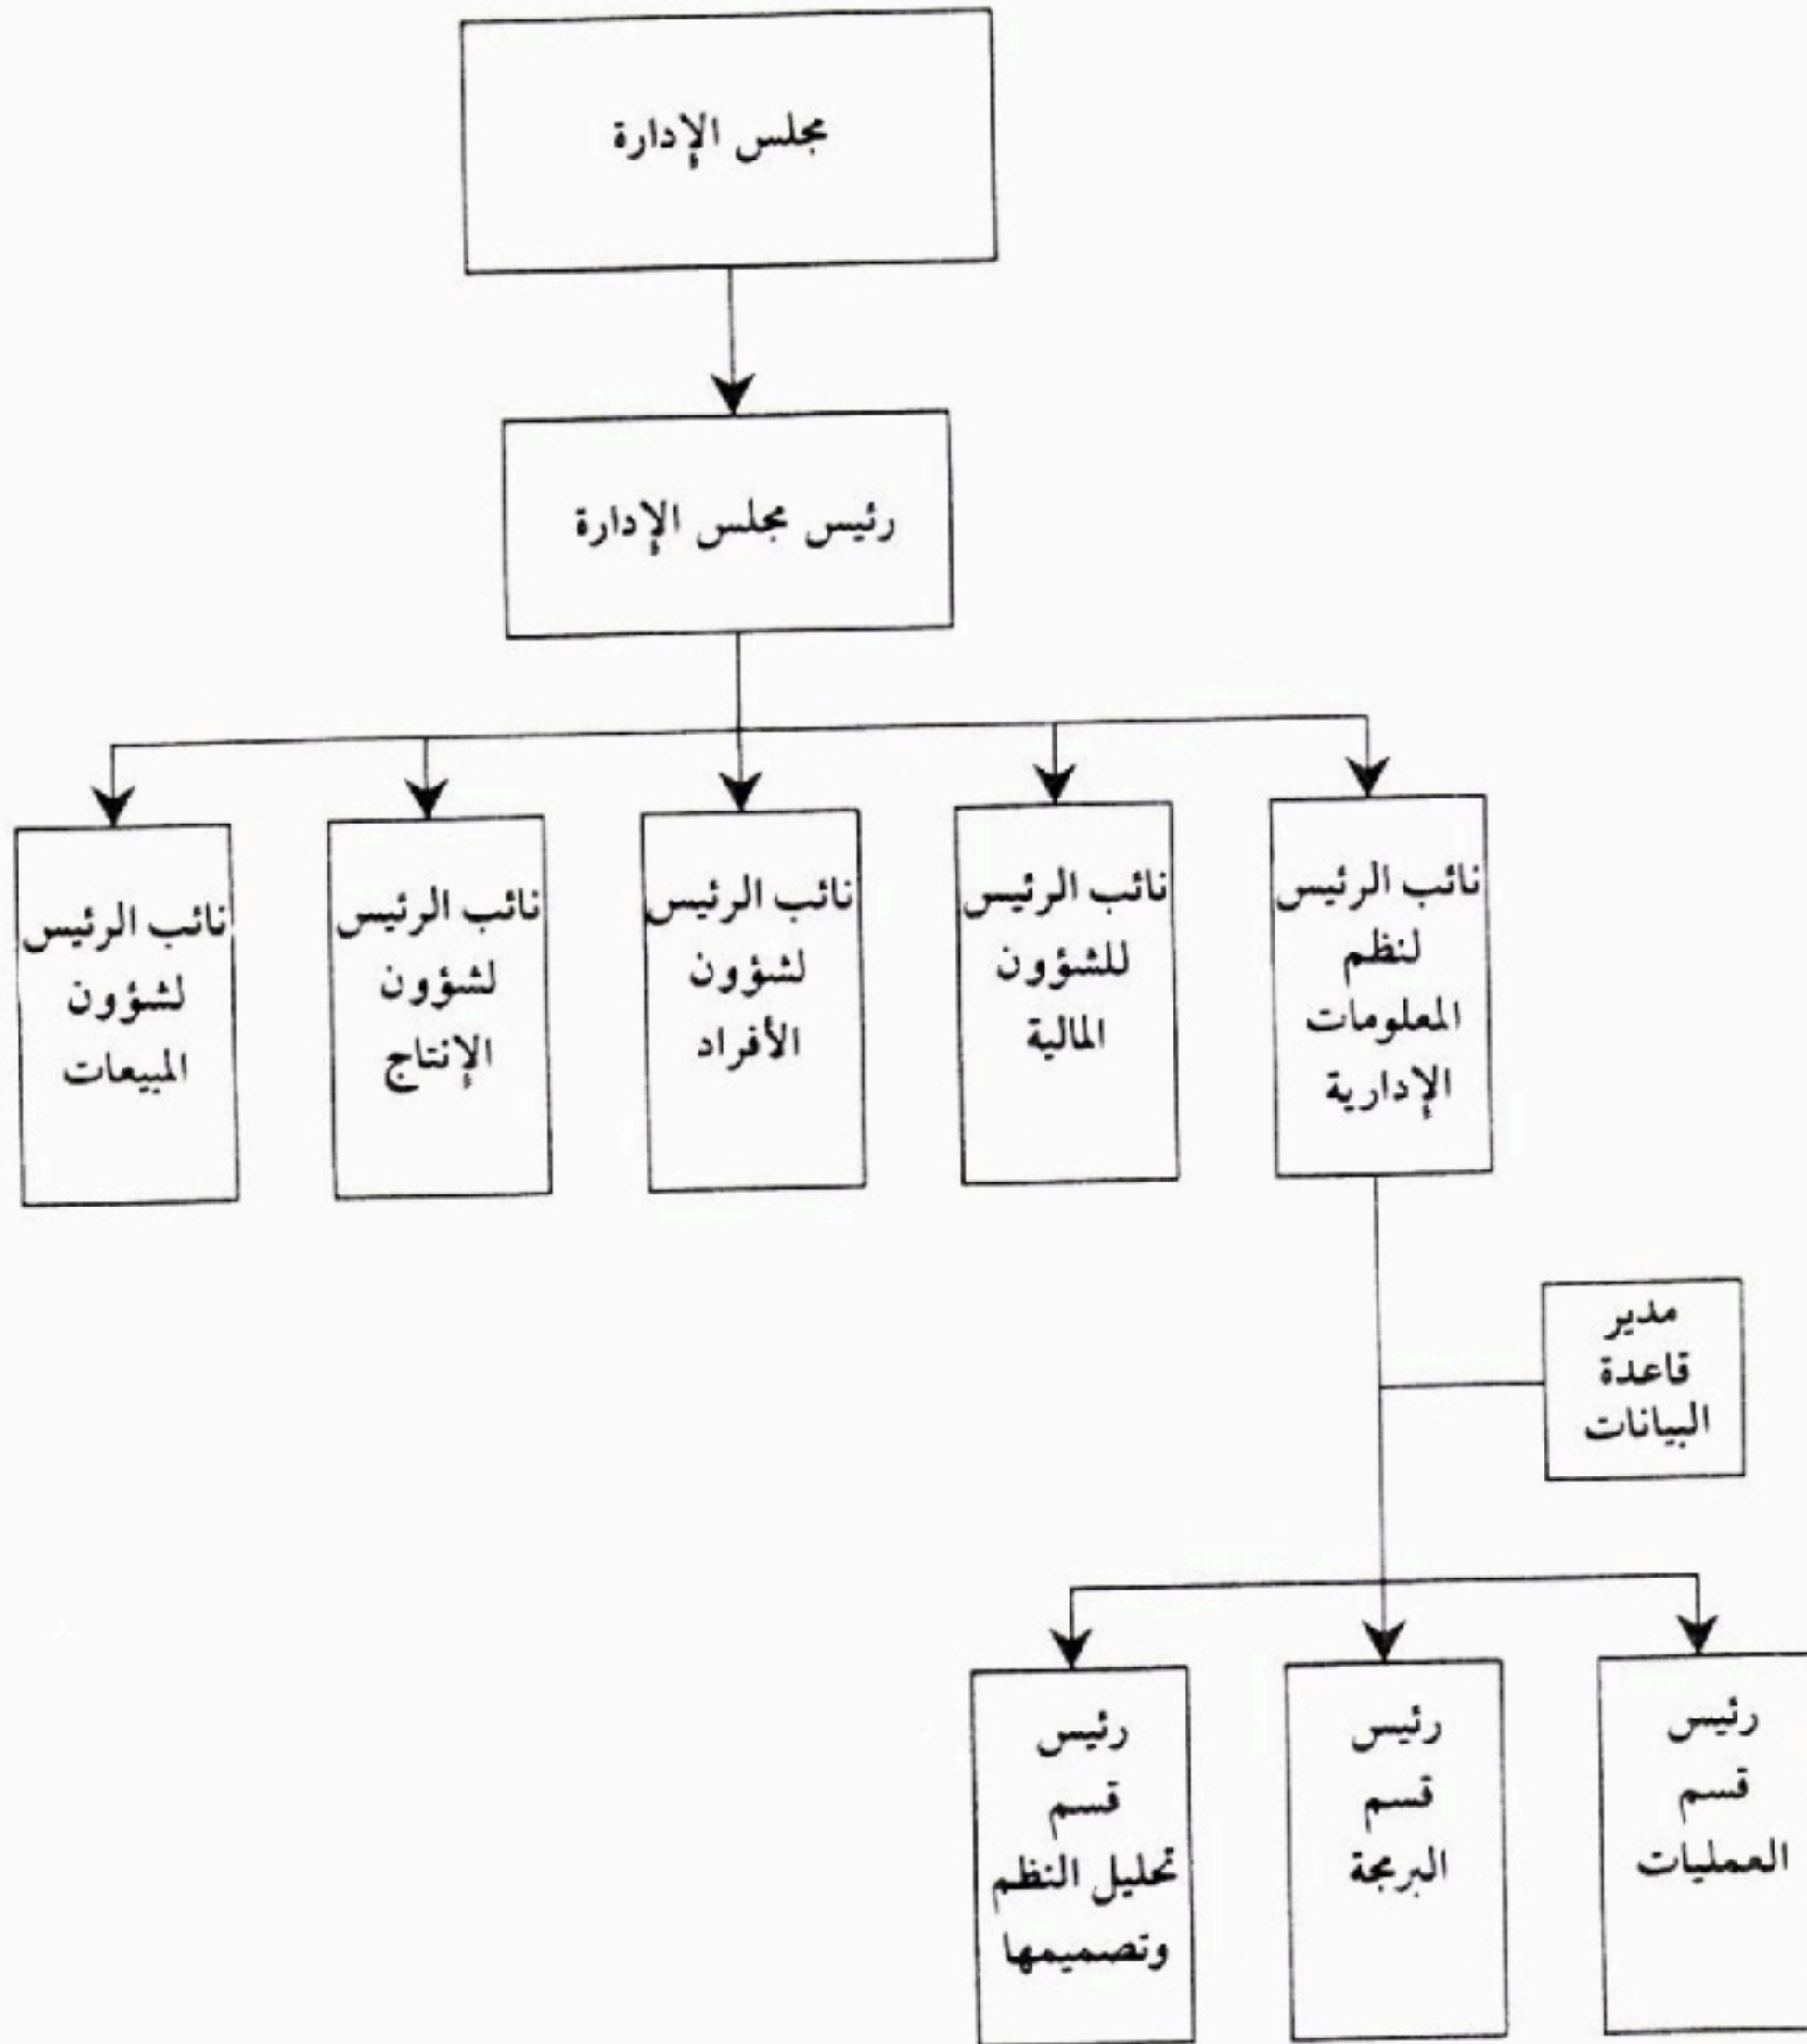 مجلس الإدارة
رئيس مجلس الإدارة
نائب الرئيس
لنظم
المعلومات
الإدارية
نائب الرئيس
للشؤون
المالية
نائب الرئيس
لشؤون
الأفراد
نائب الرئيس
لشؤون
الإنتاج
نائب الرئيس
لشؤون
المبيعات
مدير
قاعدة
البيانات
رئيس
قسم
العمليات
رئيس
قسم
البرمجة
رئيس
قسم
تحليل النظم
وتصميمها